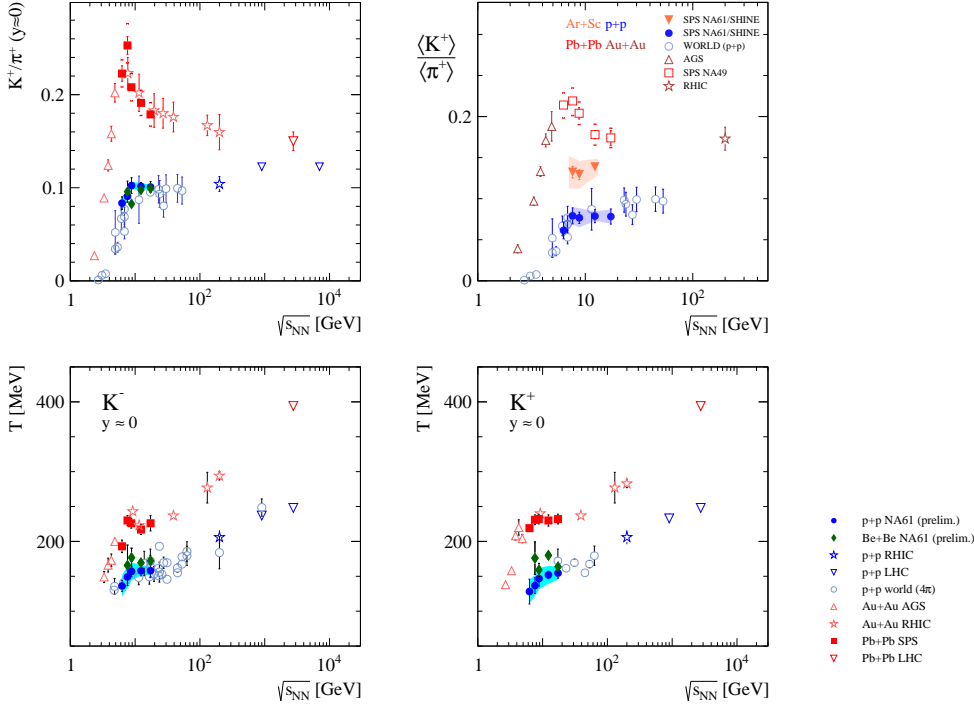 K⁺/π⁺ (y≈0)
0.2
0.1
0
1
10²
10⁴
√s_NN [GeV]
⟨K⁺⟩
⟨π⁺⟩
Ar+Sc p+p
Pb+Pb Au+Au
SPS NA61/SHINE
SPS NA61/SHINE
WORLD (p+p)
AGS
SPS NA49
RHIC
0.2
0
1
10
10²
√s_NN [GeV]
T [MeV]
K⁻
y ≈ 0
400
200
1
10²
10⁴
√s_NN [GeV]
T [MeV]
K⁺
y ≈ 0
400
200
1
10²
10⁴
√s_NN [GeV]
p+p NA61 (prelim.)
Be+Be NA61 (prelim.)
p+p RHIC
p+p LHC
p+p world (4π)
Au+Au AGS
Au+Au RHIC
Pb+Pb SPS
Pb+Pb LHC